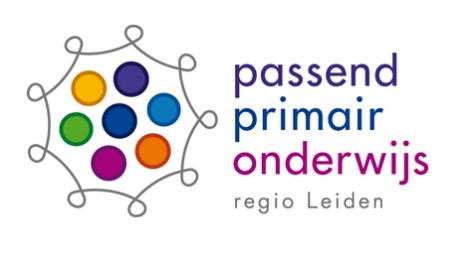 passend
primair
onderwijs
regio Leiden